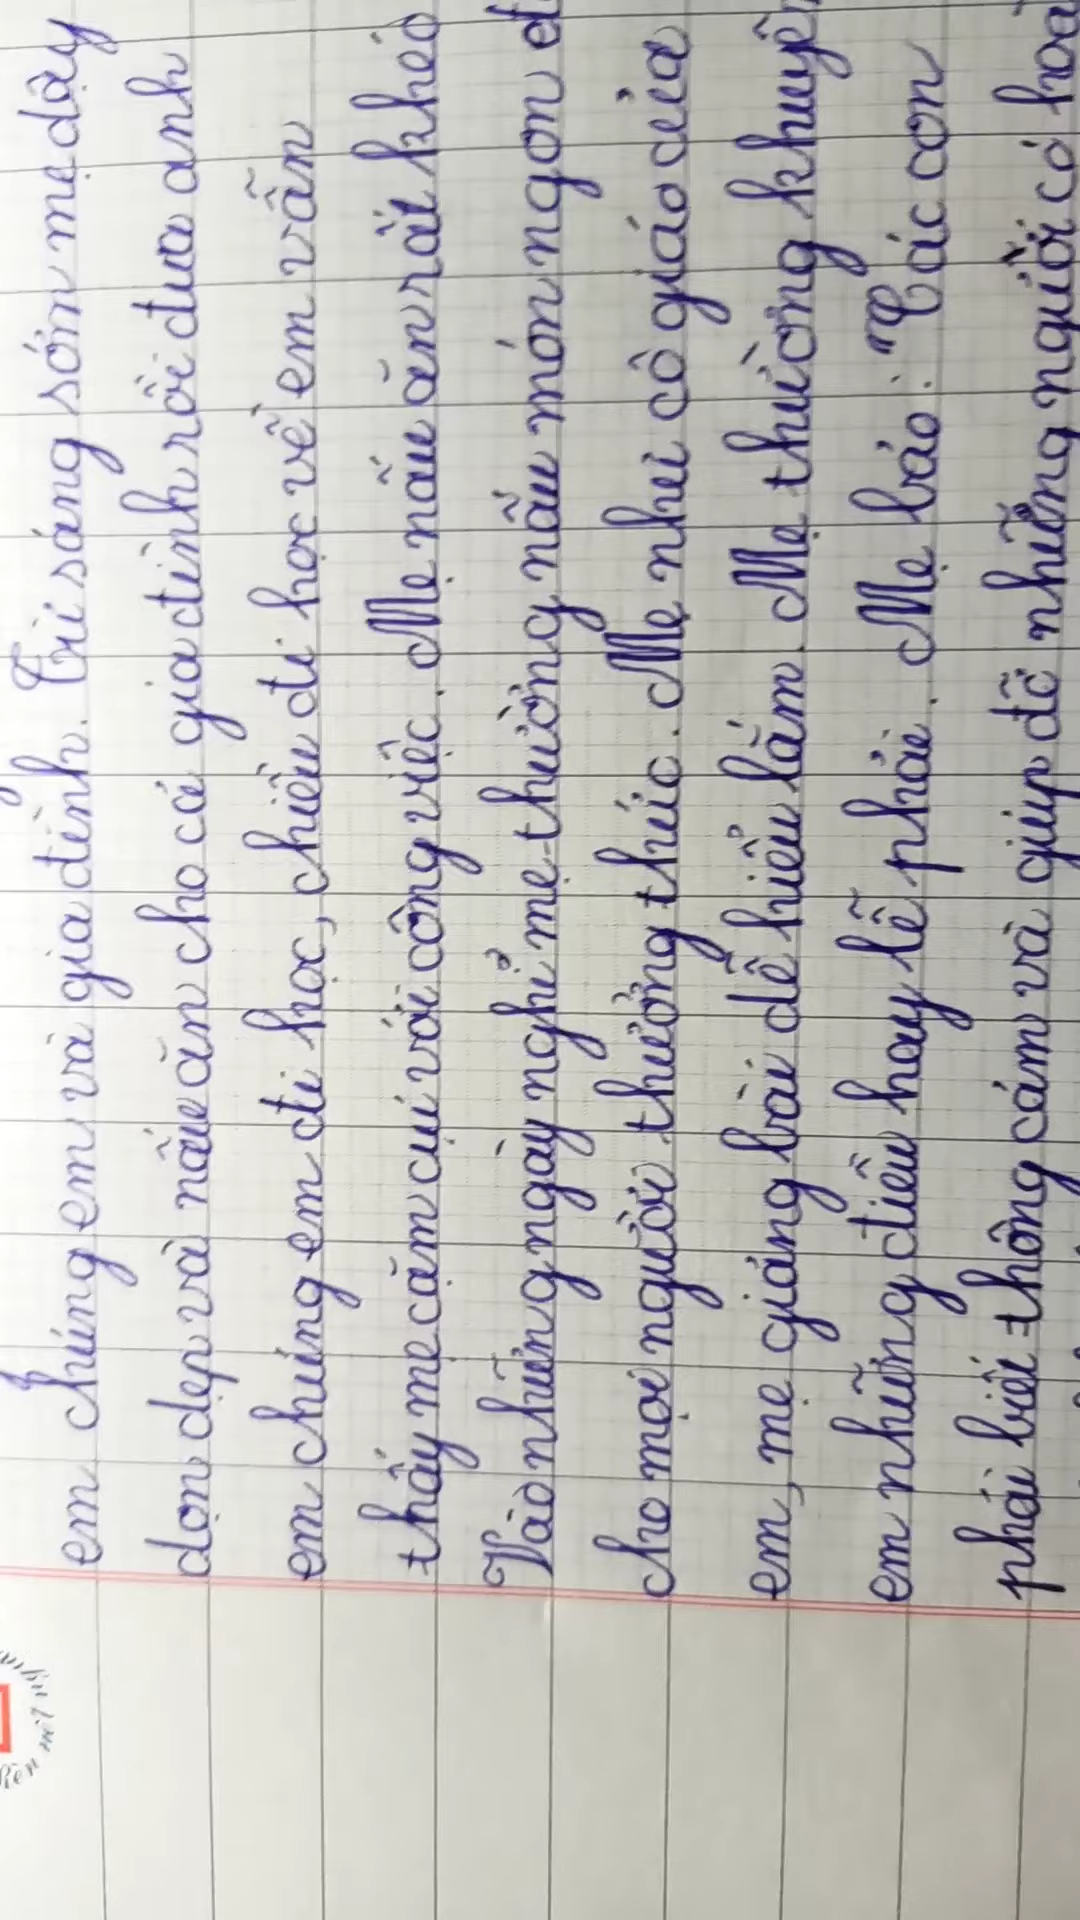 em chúng em và gia đình. Từ sáng sớm mẹ dậy
dọn dẹp và nấu ăn cho cả gia đình rồi đưa anh
em chúng em đi học, chiều đi học về em vẫn
thấy mẹ cặm cụi với công việc. Mẹ nấu ăn rất khéo
Vào những ngày nghỉ mẹ thường nấu món ngon
cho mọi người thưởng thức. Mẹ như cô giáo của
em, mẹ giảng bài dễ hiểu lắm. Mẹ thường khuyên
em những điều hay lẽ phải. Mẹ bảo: "Các con
phải biết thông cảm và giúp đỡ những người có
Rèn nét